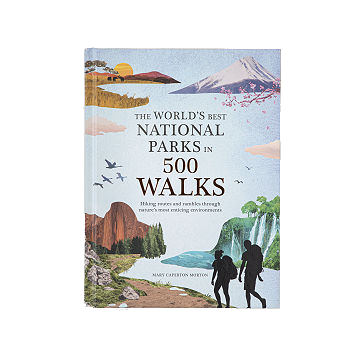 THE WORLD'S BEST
NATIONAL
PARKS IN
500
WALKS
Hiking routes and rambles through
nature's most enticing environments
MARY CAPERTON MORTON